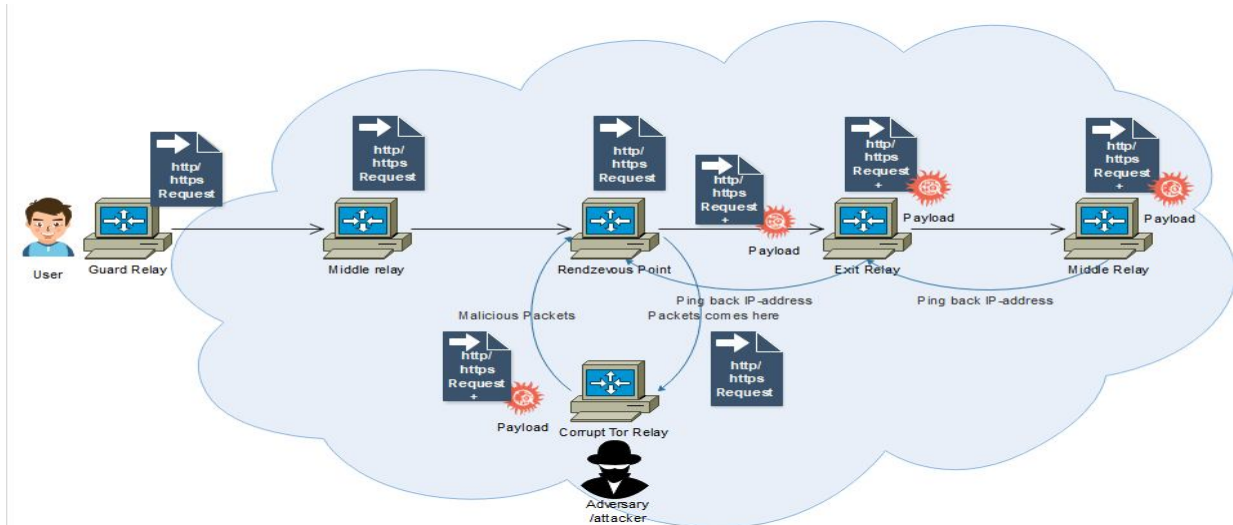 http/
https
Request
http/
https
Request
http/
https
Request
http/
https
Request
+
Payload
http/
https
Request
+
Payload
http/
https
Request
+
Payload
User
Guard Relay
Middle relay
Rendzevous Point
Exit Relay
Middle Relay
Ping back IP-address
Ping back IP-address
Malicious Packets
Packets comes here
http/
https
Request
+
Payload
http/
https
Request
Corrupt Tor Relay
Adversary
/attacker